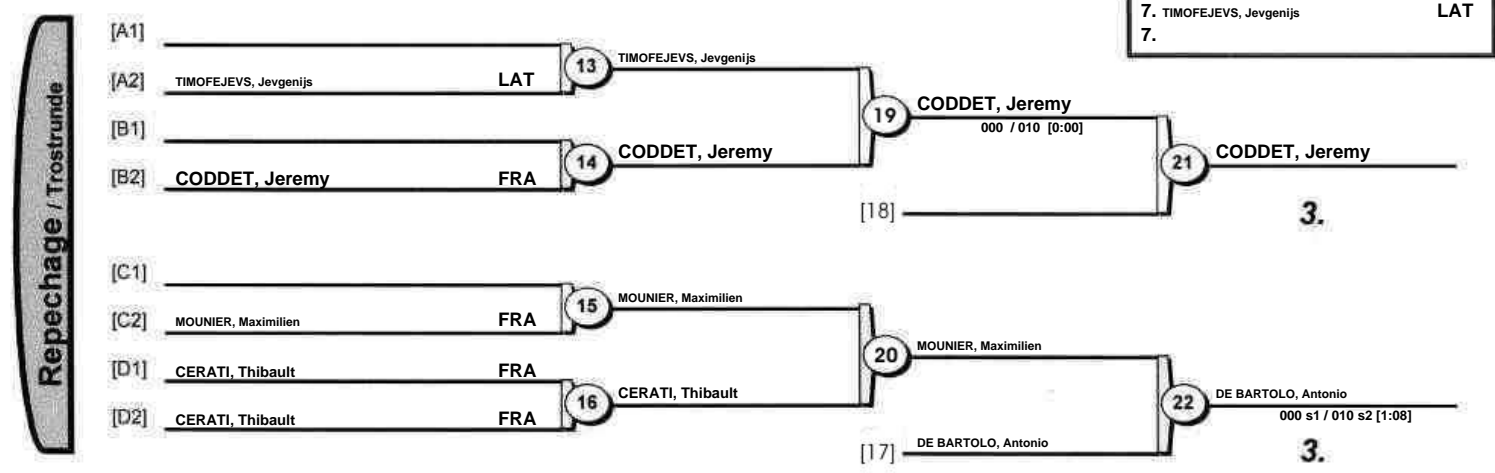 7. TIMOFEJEVS, Jevgenijs LAT
7.
Repechage / Trostrunde
[A1]
13 TIMOFEJEVS, Jevgenijs
[A2] TIMOFEJEVS, Jevgenijs LAT
19 CODDET, Jeremy
000 / 010 [0:00]
[B1]
14 CODDET, Jeremy
[B2] CODDET, Jeremy FRA
21 CODDET, Jeremy
[18]
3.
[C1]
15 MOUNIER, Maximilien
[C2] MOUNIER, Maximilien FRA
20 MOUNIER, Maximilien
[D1] CERATI, Thibault FRA
16 CERATI, Thibault
[D2] CERATI, Thibault FRA
22 DE BARTOLO, Antonio
000 s1 / 010 s2 [1:08]
[17] DE BARTOLO, Antonio
3.